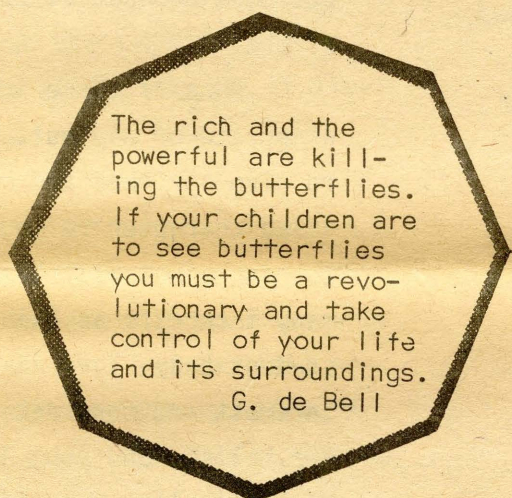 The rich and the
powerful are kill-
ing the butterflies.
If your children are
to see butterflies
you must be a revo-
lutionary and take
control of your life
and its surroundings.
G. de Bell